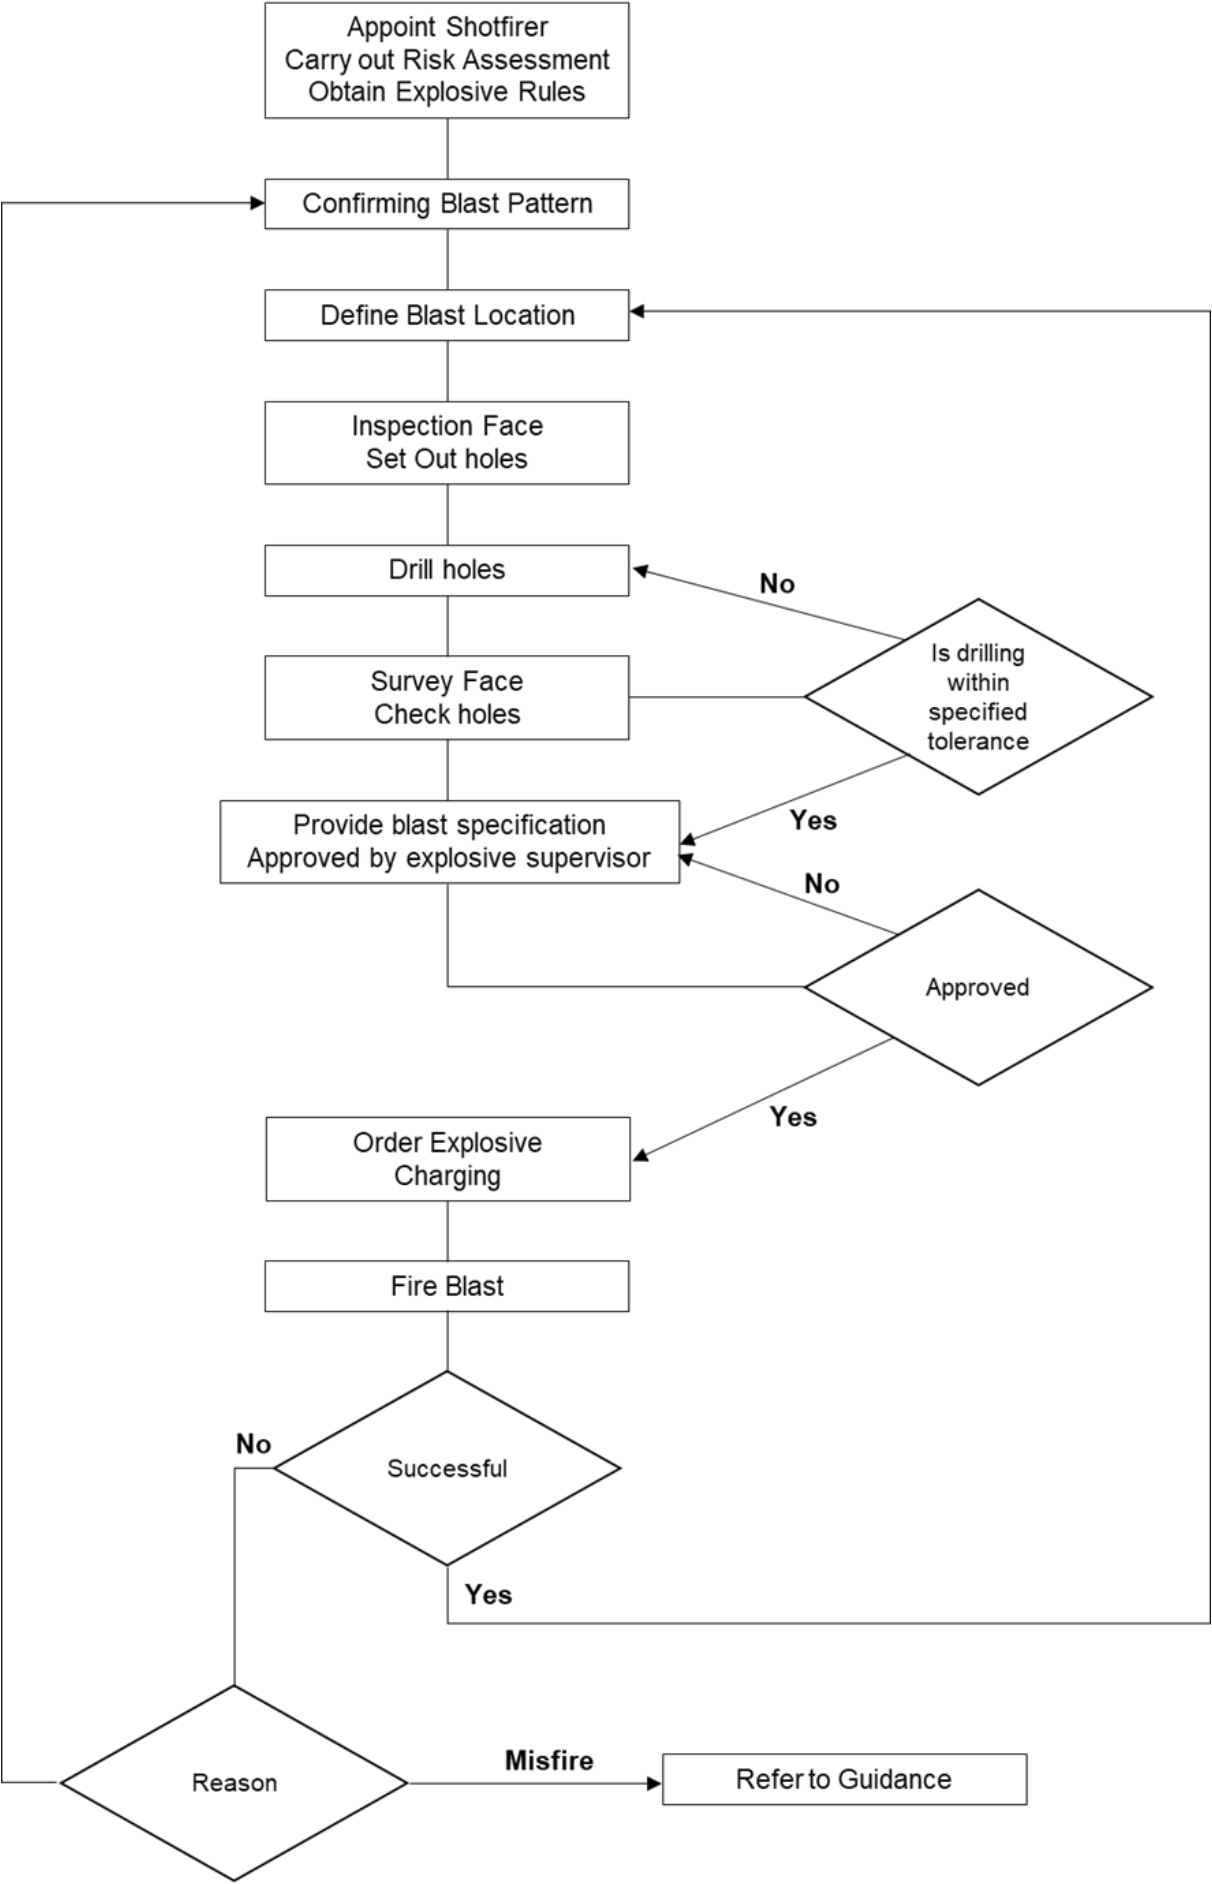 Appoint Shotfirer
Carry out Risk Assessment
Obtain Explosive Rules
Confirming Blast Pattern
Define Blast Location
Inspection Face
Set Out holes
Drill holes
No
Is drilling
within
specified
tolerance
Survey Face
Check holes
Yes
Provide blast specification
Approved by explosive supervisor
No
Approved
Yes
Order Explosive
Charging
Fire Blast
No
Successful
Yes
Misfire
Reason
Refer to Guidance